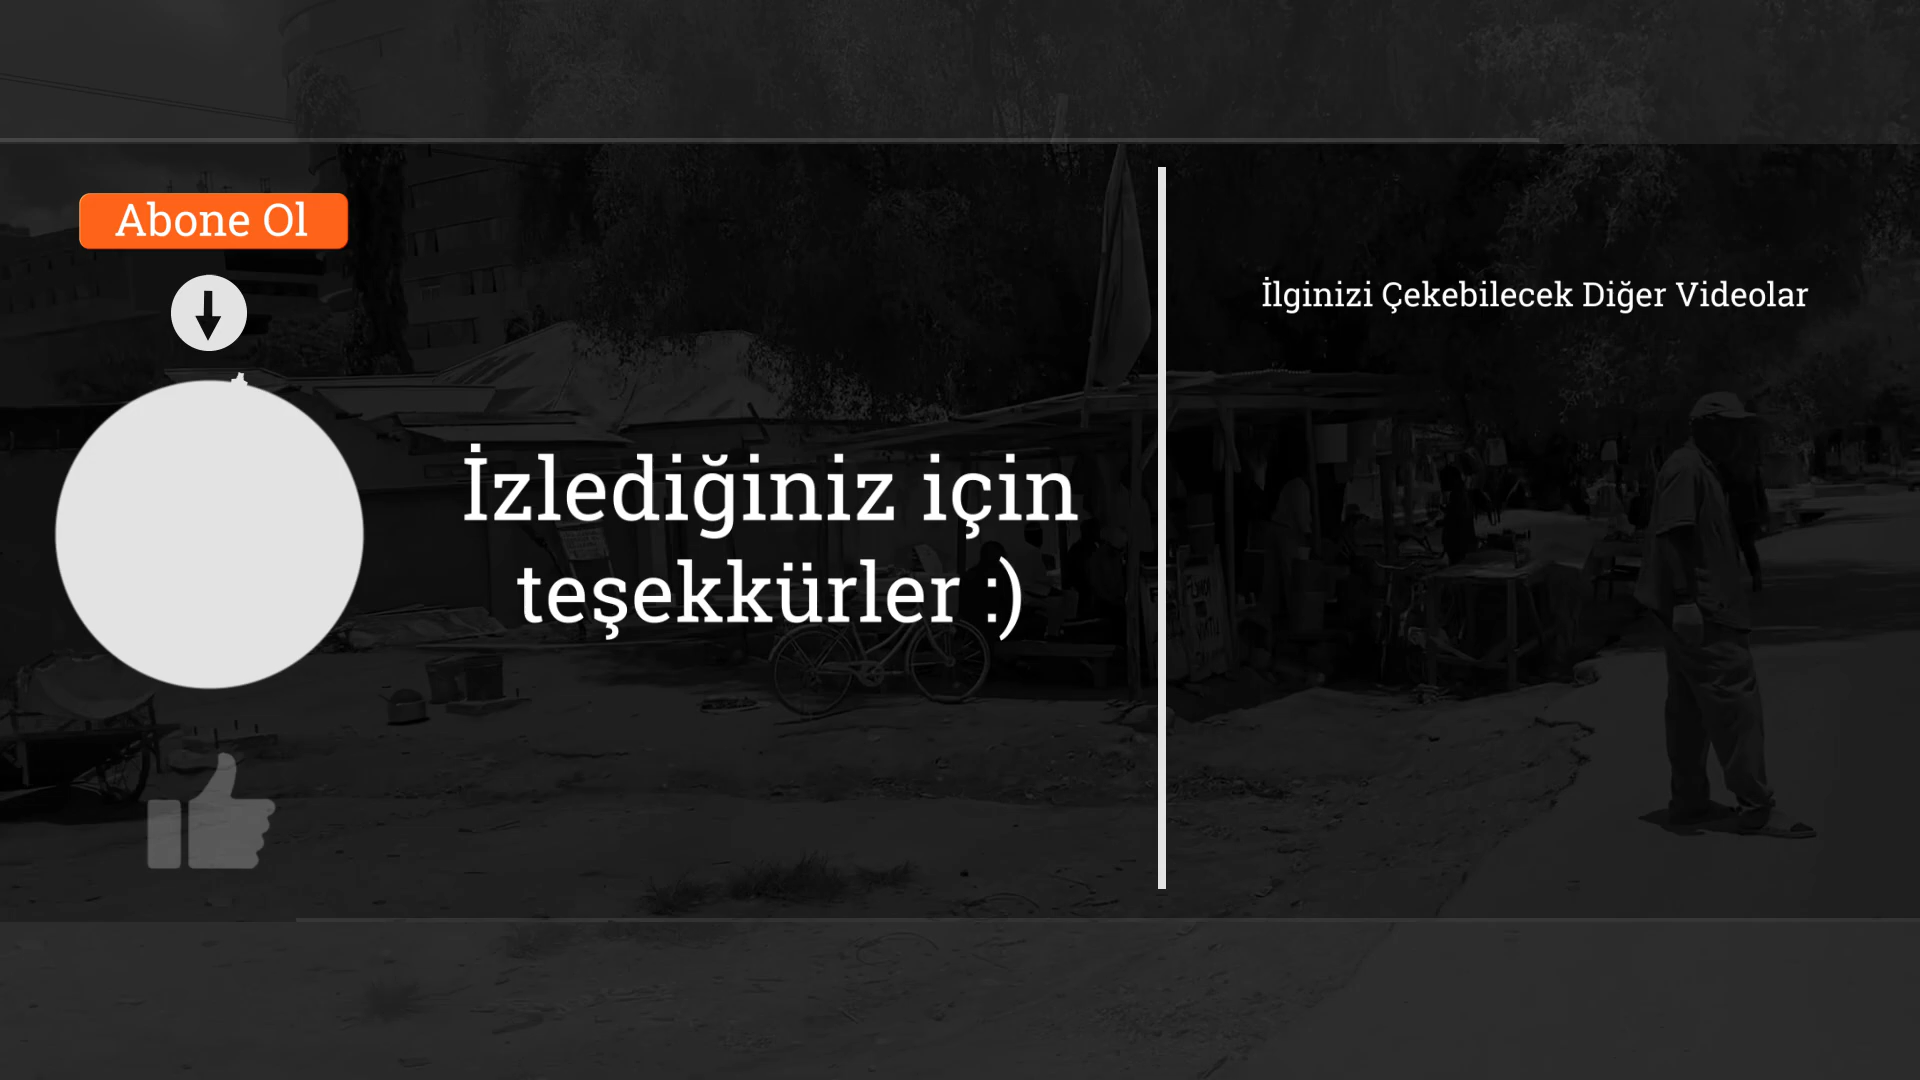 Abone Ol
İzlediğiniz için
teşekkürler :)
İlginizi Çekebilecek Diğer Videolar